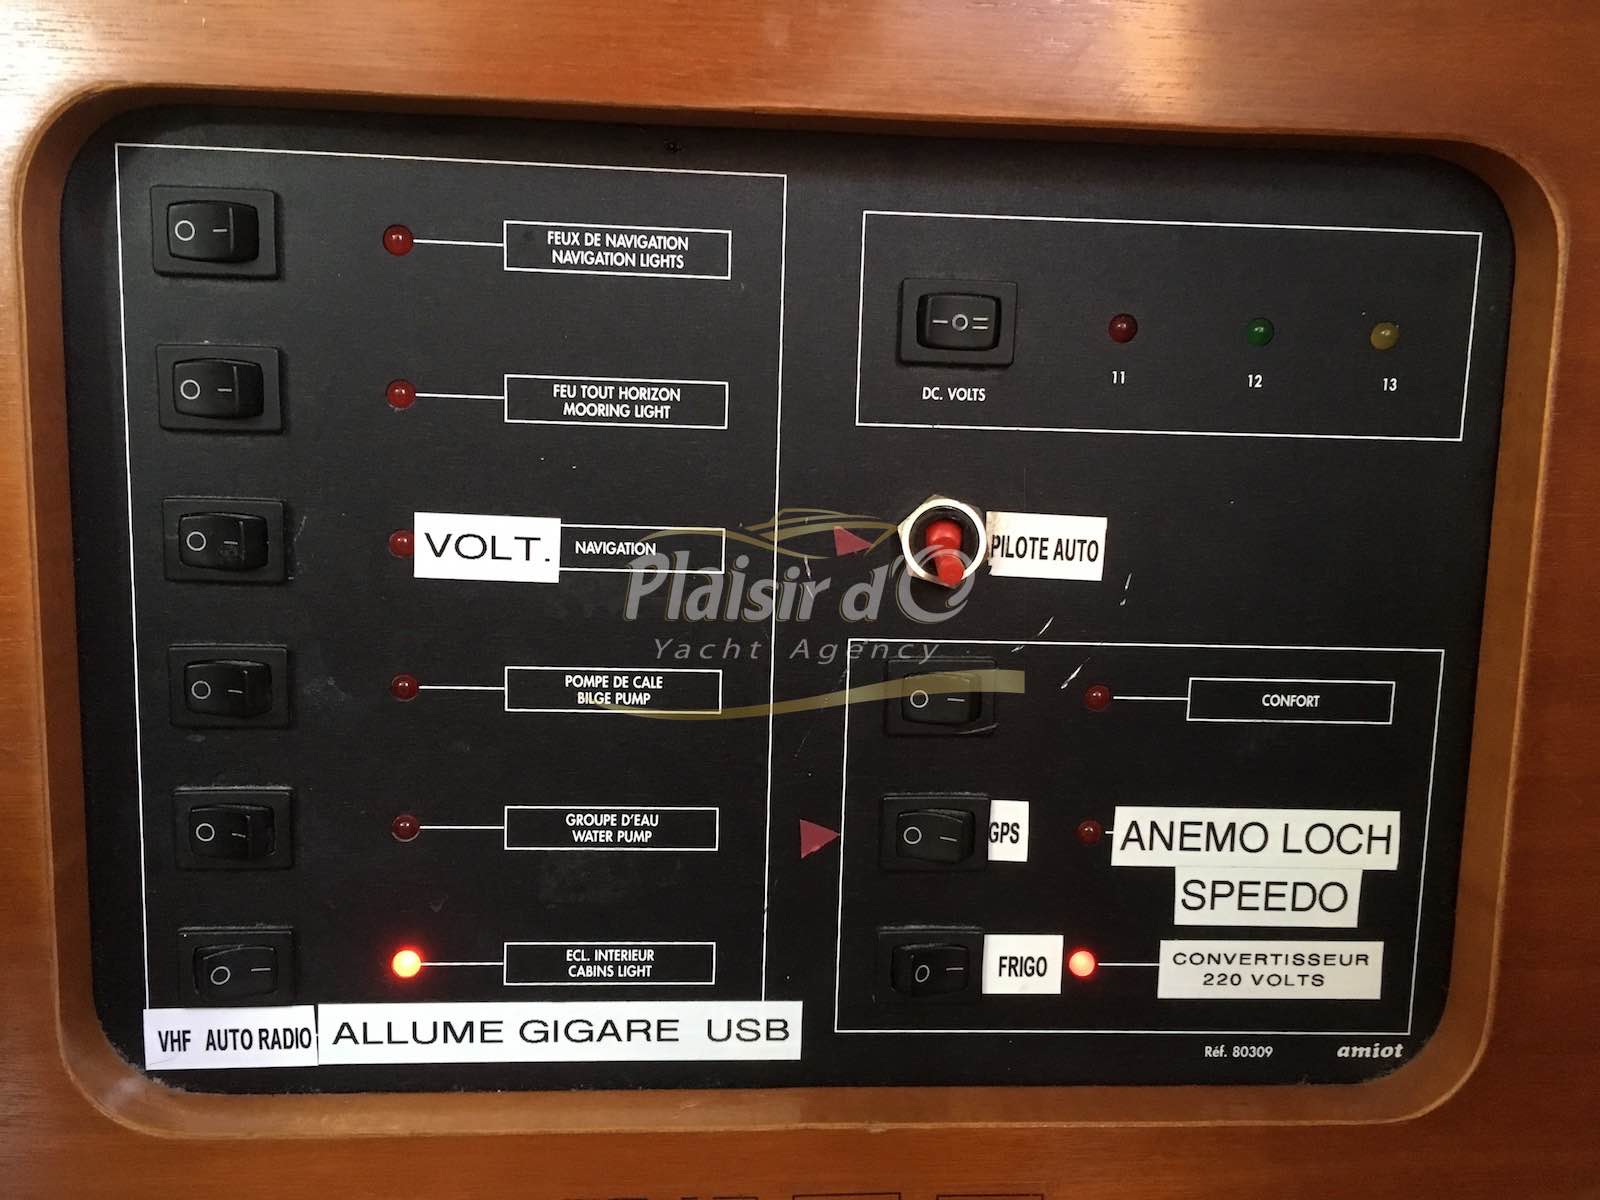 FEUX DE NAVIGATION
NAVIGATION LIGHTS
FEU TOUT HORIZON
MOORING LIGHT
VOLT. NAVIGATION
POMPE DE CALE
BILGE PUMP
GROUPE D'EAU
WATER PUMP
ECL. INTERIEUR
CABINS LIGHT
VHF AUTO RADIO ALLUME GIGARE USB
DC. VOLTS
11 12 13
PILOTE AUTO
Plaisir d'O
Yacht Agency
CONFORT
GPS ANEMO LOCH
SPEEDO
FRIGO CONVERTISSEUR
220 VOLTS
Réf. 80309 amiot